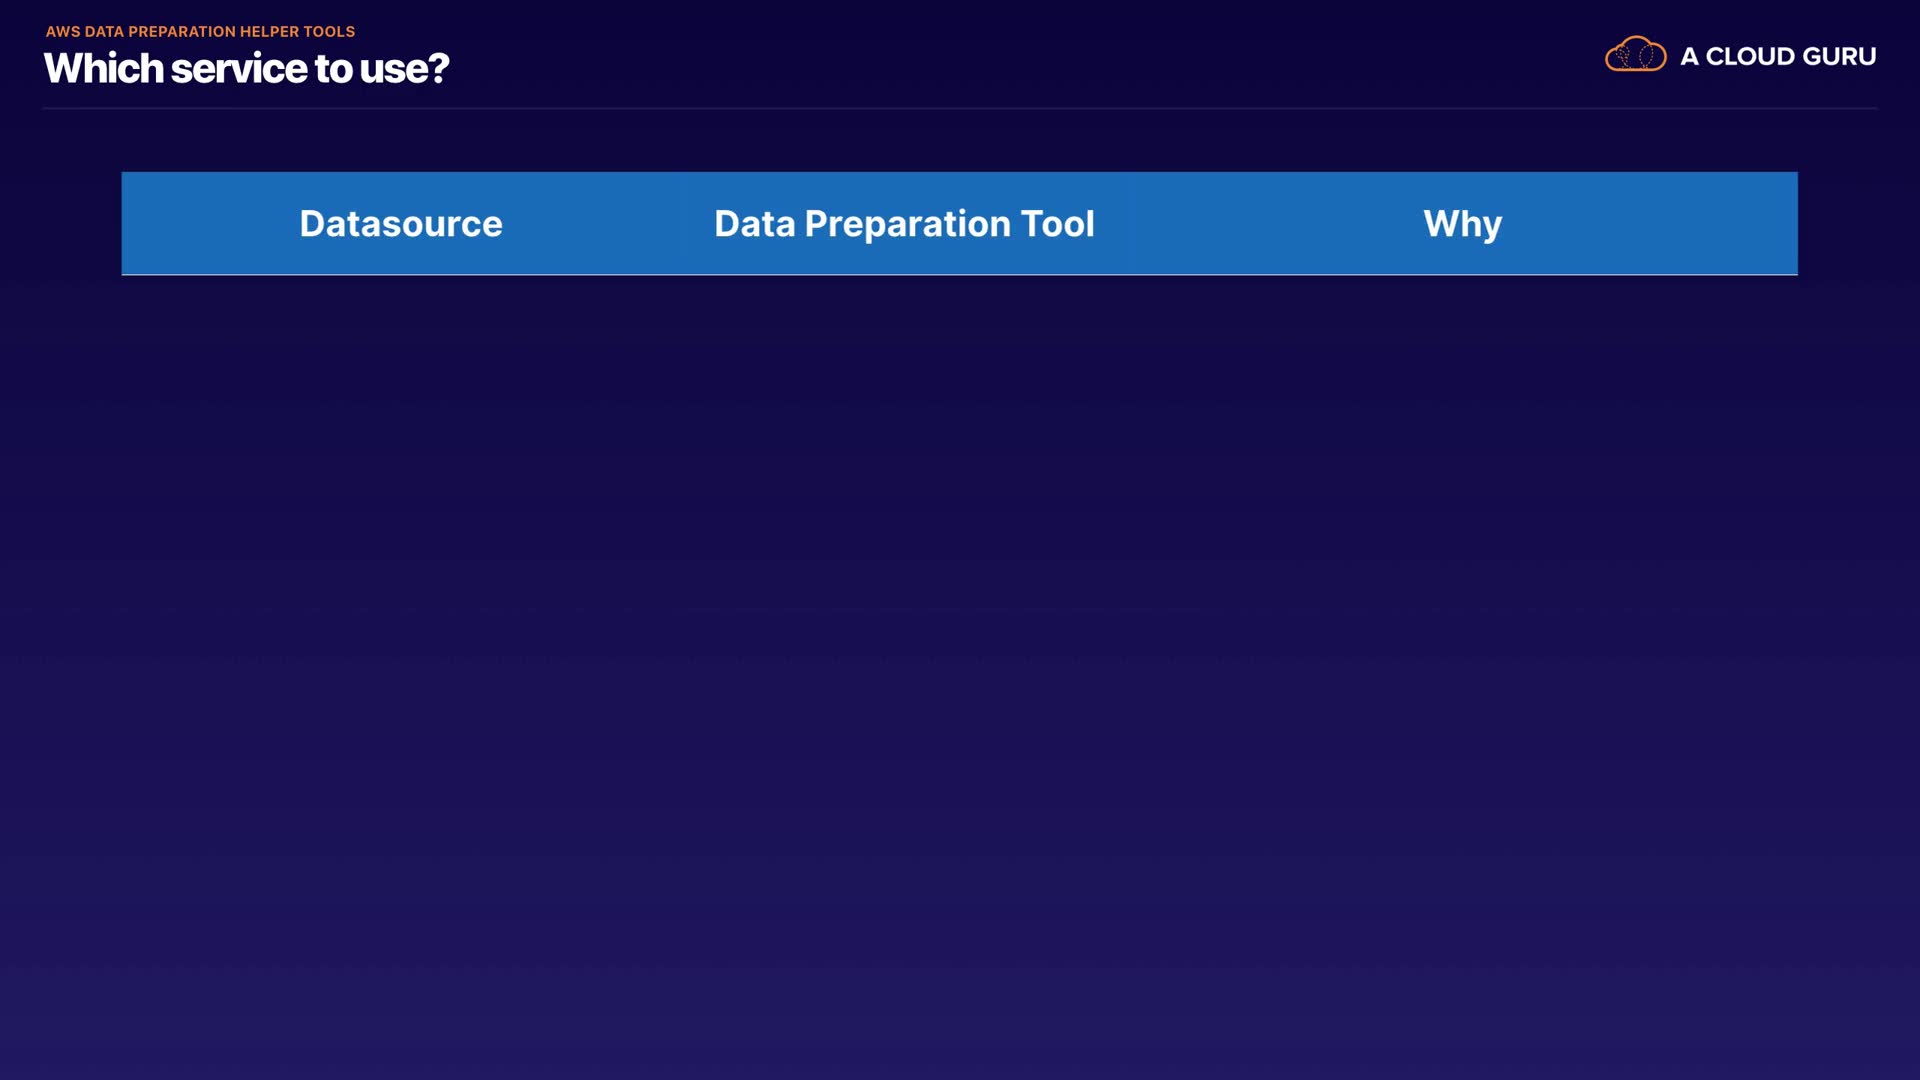 AWS DATA PREPARATION HELPER TOOLS
Which service to use?
A CLOUD GURU
Datasource Data Preparation Tool Why